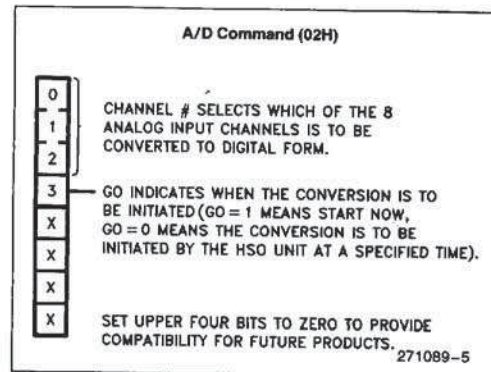 A/D Command (02H)
0
1
2
3
X
X
X
X
CHANNEL # SELECTS WHICH OF THE 8
ANALOG INPUT CHANNELS IS TO BE
CONVERTED TO DIGITAL FORM.
GO INDICATES WHEN THE CONVERSION IS TO
BE INITIATED (GO = 1 MEANS START NOW,
GO = 0 MEANS THE CONVERSION IS TO BE
INITIATED BY THE HSO UNIT AT A SPECIFIED TIME).
SET UPPER FOUR BITS TO ZERO TO PROVIDE
COMPATIBILITY FOR FUTURE PRODUCTS.
271089-5